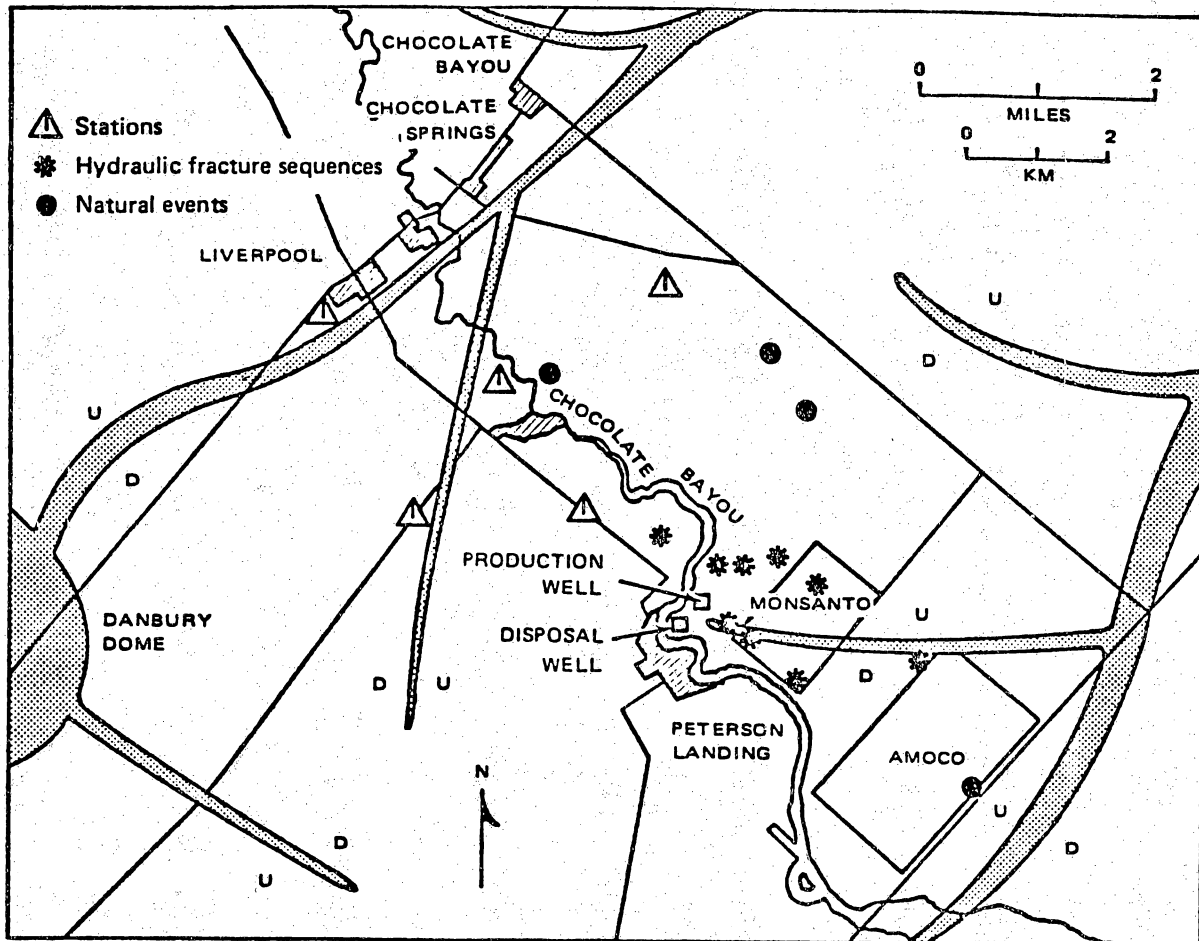 CHOCOLATE
BAYOU
CHOCOLATE
SPRINGS
0 2
MILES
0 2
KM
Stations
Hydraulic fracture sequences
Natural events
LIVERPOOL
U
D
U
D
CHOCOLATE BAYOU
PRODUCTION
WELL
MONSANTO
DISPOSAL
WELL
U
D
DANBURY
DOME
D U
PETERSON
LANDING
AMOCO
N
U
D
D
U